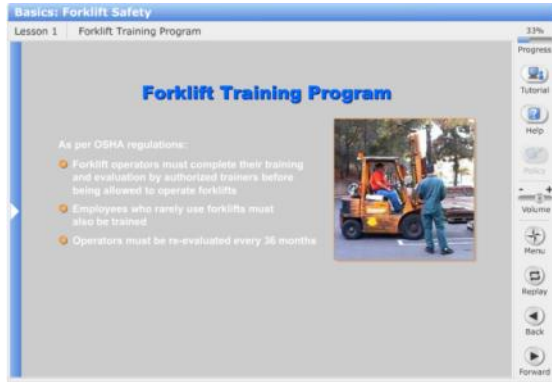 Basics: Forklift Safety
Lesson 1 Forklift Training Program
33%
Progress
Forklift Training Program
As per OSHA regulations:
Forklift operators must complete their training
and evaluation by authorized trainers before
being allowed to operate forklifts
Employees who rarely use forklifts must
also be trained
Operators must be re-evaluated every 36 months
Tutorial
Help
Policy
- +
Volume
Menu
Replay
Back
Forward